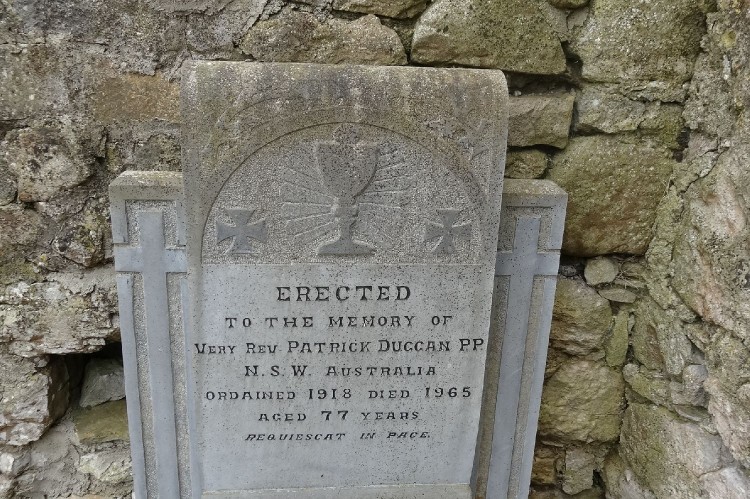 ERECTED
TO THE MEMORY OF
VERY REV PATRICK DUGGAN PP.
N.S.W. AUSTRALIA
ORDAINED 1918 DIED 1965
AGED 77 YEARS
REQUIESCAT IN PACE.